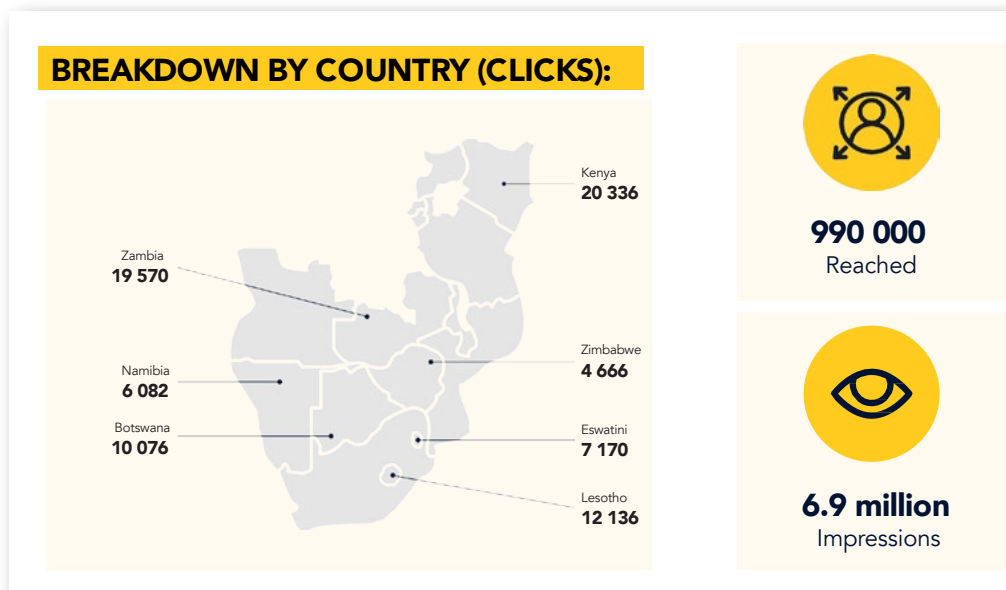 BREAKDOWN BY COUNTRY (CLICKS):
Kenya
20 336
Zambia
19 570
Zimbabwe
4 666
Namibia
6 082
Botswana
10 076
Eswatini
7 170
Lesotho
12 136
990 000
Reached
6.9 million
Impressions